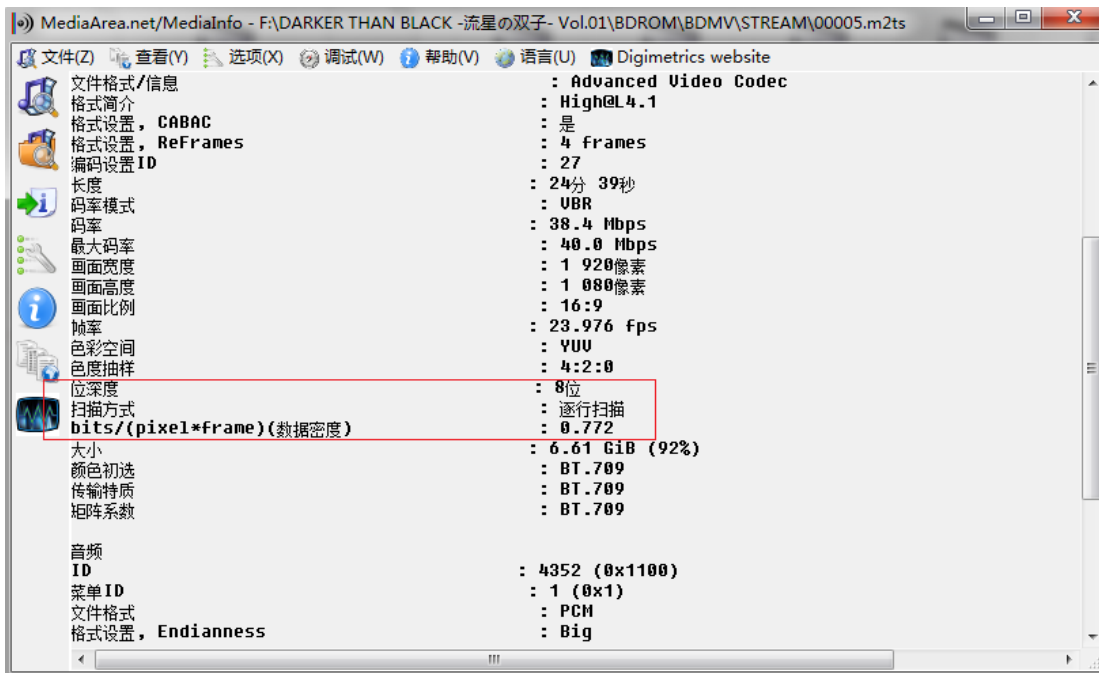 MediaArea.net/MediaInfo - F:\DARKER THAN BLACK -流星の双子- Vol.01\BDROM\BDMV\STREAM\00005.m2ts
文件(Z) 查看(Y) 选项(X) 调试(W) 帮助(V) 语言(U) Digimetrics website
文件格式/信息 : Advanced Video Codec
格式简介 : High@L4.1
格式设置, CABAC : 是
格式设置, ReFrames : 4 frames
编码设置ID : 27
长度 : 24分 39秒
码率模式 : VBR
码率 : 38.4 Mbps
最大码率 : 40.0 Mbps
画面宽度 : 1 920像素
画面高度 : 1 080像素
画面比例 : 16:9
帧率 : 23.976 fps
色彩空间 : YUV
色度抽样 : 4:2:0
位深度 : 8位
扫描方式 : 逐行扫描
bits/(pixel*frame)(数据密度) : 0.772
大小 : 6.61 GiB (92%)
颜色初选 : BT.709
传输特质 : BT.709
矩阵系数 : BT.709
音频
ID : 4352 (0x1100)
菜单ID : 1 (0x1)
文件格式 : PCM
格式设置, Endianness : Big